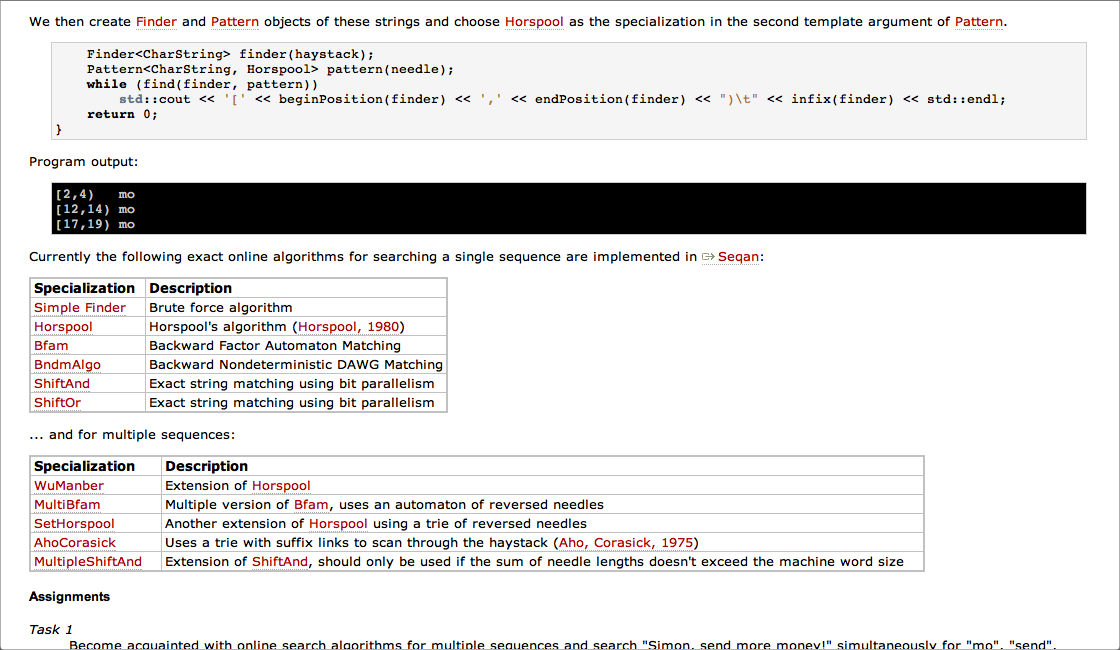 We then create Finder and Pattern objects of these strings and choose Horspool as the specialization in the second template argument of Pattern.
Finder<CharString> finder(haystack);
Pattern<CharString, Horspool> pattern(needle);
while (find(finder, pattern))
std::cout << '[' << beginPosition(finder) << ',' << endPosition(finder) << ")\t" << infix(finder) << std::endl;
return 0;
}
Program output:
[2,4) mo
[12,14) mo
[17,19) mo
Currently the following exact online algorithms for searching a single sequence are implemented in Seqan:
Specialization Description
Simple Finder Brute force algorithm
Horspool Horspool's algorithm (Horspool, 1980)
Bfam Backward Factor Automaton Matching
BndmAlgo Backward Nondeterministic DAWG Matching
ShiftAnd Exact string matching using bit parallelism
ShiftOr Exact string matching using bit parallelism
... and for multiple sequences:
Specialization Description
WuManber Extension of Horspool
MultiBfam Multiple version of Bfam, uses an automaton of reversed needles
SetHorspool Another extension of Horspool using a trie of reversed needles
AhoCorasick Uses a trie with suffix links to scan through the haystack (Aho, Corasick, 1975)
MultipleShiftAnd Extension of ShiftAnd, should only be used if the sum of needle lengths doesn't exceed the machine word size
Assignments
Task 1
Become acquainted with online search algorithms for multiple sequences and search "Simon, send more money!" simultaneously for "mo", "send",